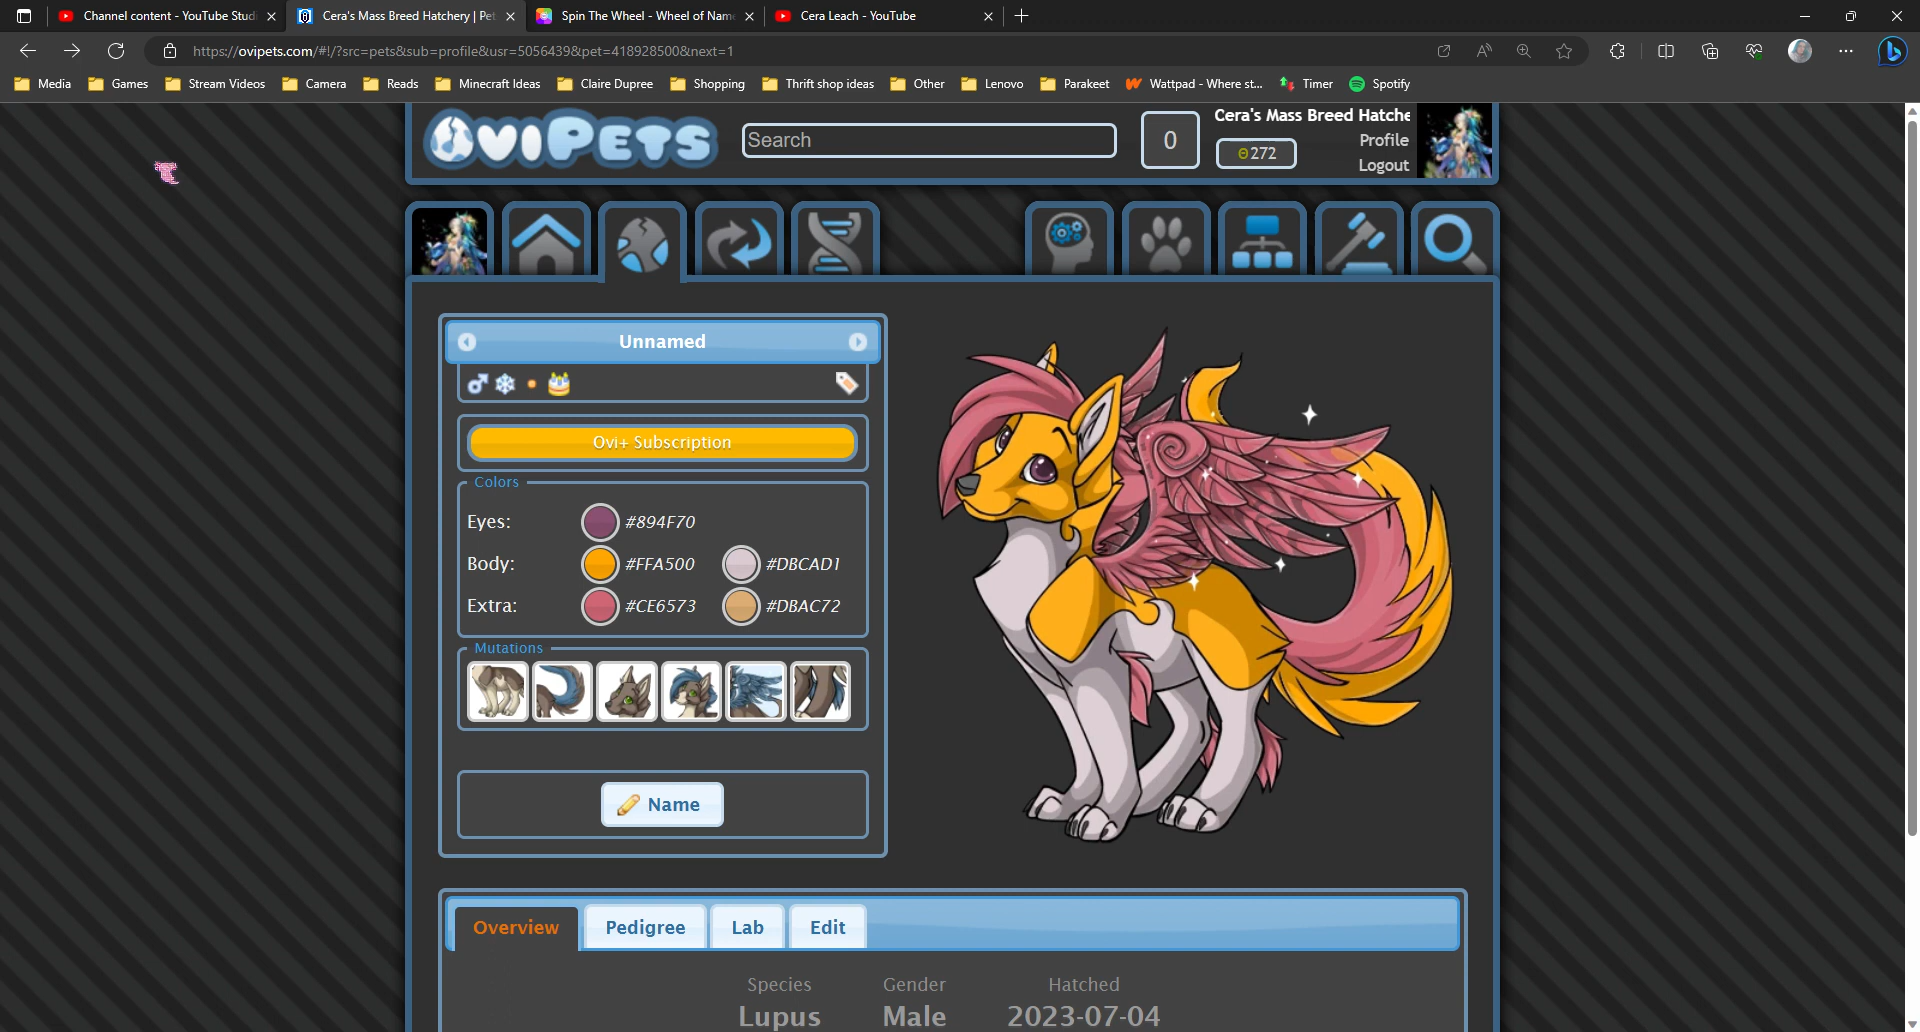 Channel content - YouTube Studi
Cera's Mass Breed Hatchery | Pet
Spin The Wheel - Wheel of Name
Cera Leach - YouTube
https://ovipets.com/#!/?src=pets&sub=profile&usr=5056439&pet=418928500&next=1
Media
Games
Stream Videos
Camera
Reads
Minecraft Ideas
Claire Dupree
Shopping
Thrift shop ideas
Other
Lenovo
Parakeet
Wattpad - Where st...
Timer
Spotify
OviPets
Search
0
Cera's Mass Breed Hatche
272
Profile
Logout
Unnamed
Ovi+ Subscription
Colors
Eyes: #894F70
Body: #FFA500 #DBCAD1
Extra: #CE6573 #DBAC72
Mutations
Name
Overview Pedigree Lab Edit
Species Gender Hatched
Lupus Male 2023-07-04